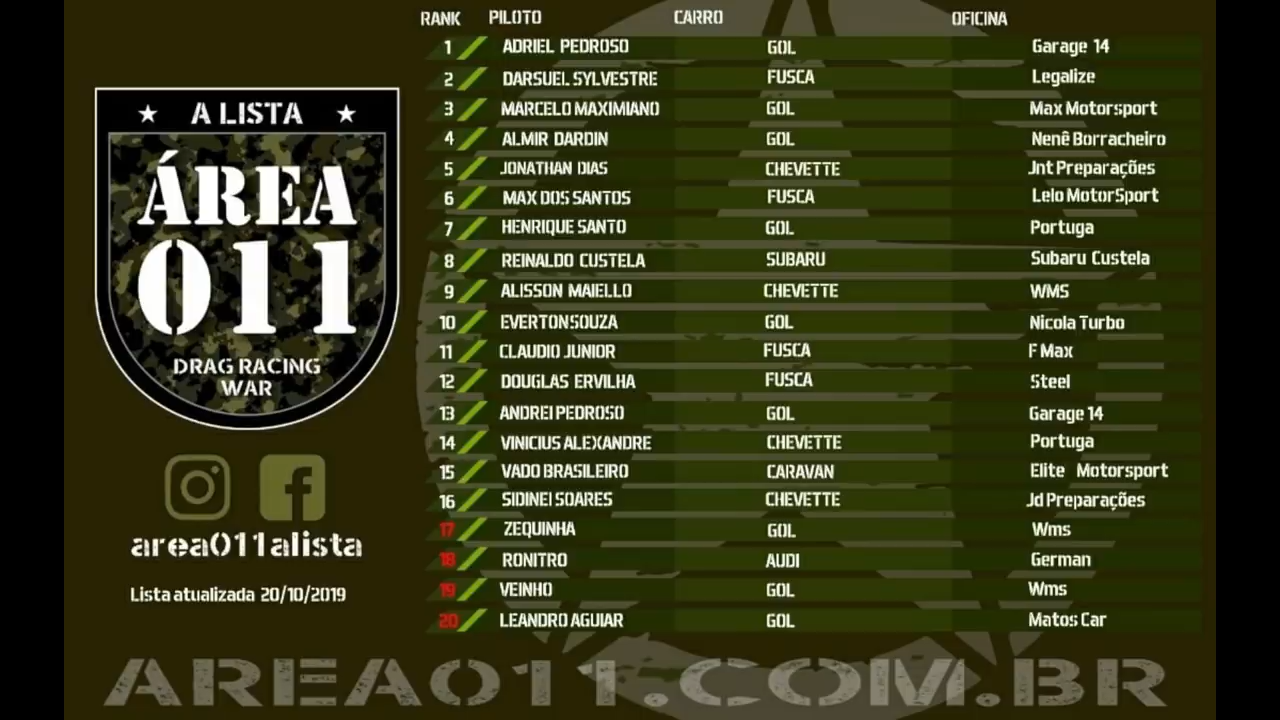 A LISTA
ÁREA
011
DRAG RACING
WAR
area011alista
Lista atualizada 20/10/2019
RANK PILOTO CARRO OFICINA
1 ADRIEL PEDROSO GOL Garage 14
2 DARSUEL SYLVESTRE FUSCA Legalize
3 MARCELO MAXIMIANO GOL Max Motorsport
4 ALMIR DARDIN GOL Nenê Borracheiro
5 JONATHAN DIAS CHEVETTE Jnt Preparações
6 MAX DOS SANTOS FUSCA Lelo MotorSport
7 HENRIQUE SANTO GOL Portuga
8 REINALDO CUSTELA SUBARU Subaru Custela
9 ALISSON MAIELLO CHEVETTE WMS
10 EVERTON SOUZA GOL Nicola Turbo
11 CLAUDIO JUNIOR FUSCA F Max
12 DOUGLAS ERVILHA FUSCA Steel
13 ANDREI PEDROSO GOL Garage 14
14 VINICIUS ALEXANDRE CHEVETTE Portuga
15 VADO BRASILEIRO CARAVAN Elite Motorsport
16 SIDINEI SOARES CHEVETTE Jd Preparações
17 ZEQUINHA GOL Wms
18 RONITRO AUDI German
19 VEINHO GOL Wms
20 LEANDRO AGUIAR GOL Matos Car
AREA011.COM.BR